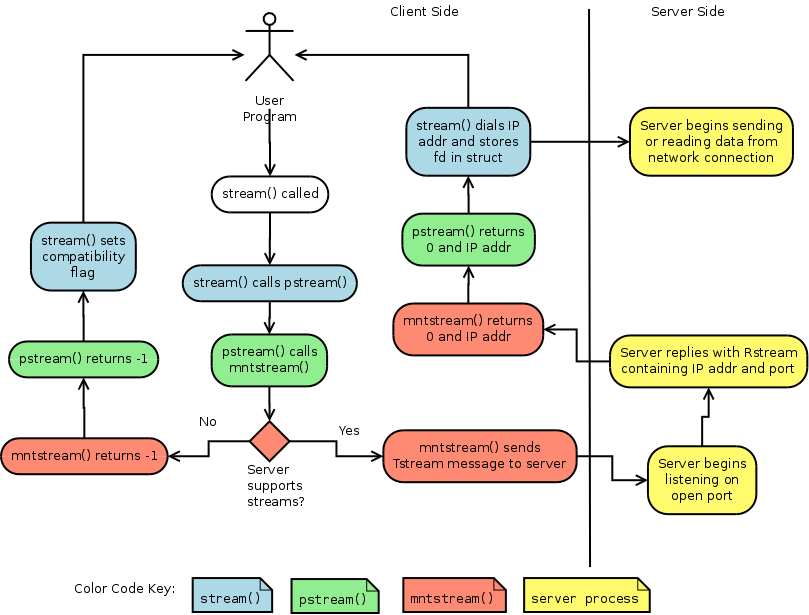 Client Side
Server Side
User
Program
stream() called
stream() calls pstream()
pstream() calls
mntstream()
Server
supports
streams?
No
mntstream() returns -1
pstream() returns -1
stream() sets
compatibility
flag
Yes
mntstream() sends
Tstream message to server
Server begins
listening on
open port
Server replies with Rstream
containing IP addr and port
mntstream() returns
0 and IP addr
pstream() returns
0 and IP addr
stream() dials IP
addr and stores
fd in struct
Server begins sending
or reading data from
network connection
Color Code Key:
stream()
pstream()
mntstream()
server process